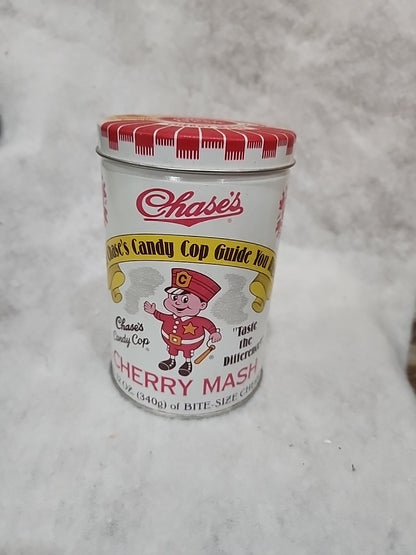 Chase's
Chase's Candy Cop Guide You
C
Chase's
Candy Cop
"Taste
the
Difference"
CHERRY MASH
12 OZ. (340g) of BITE-SIZE